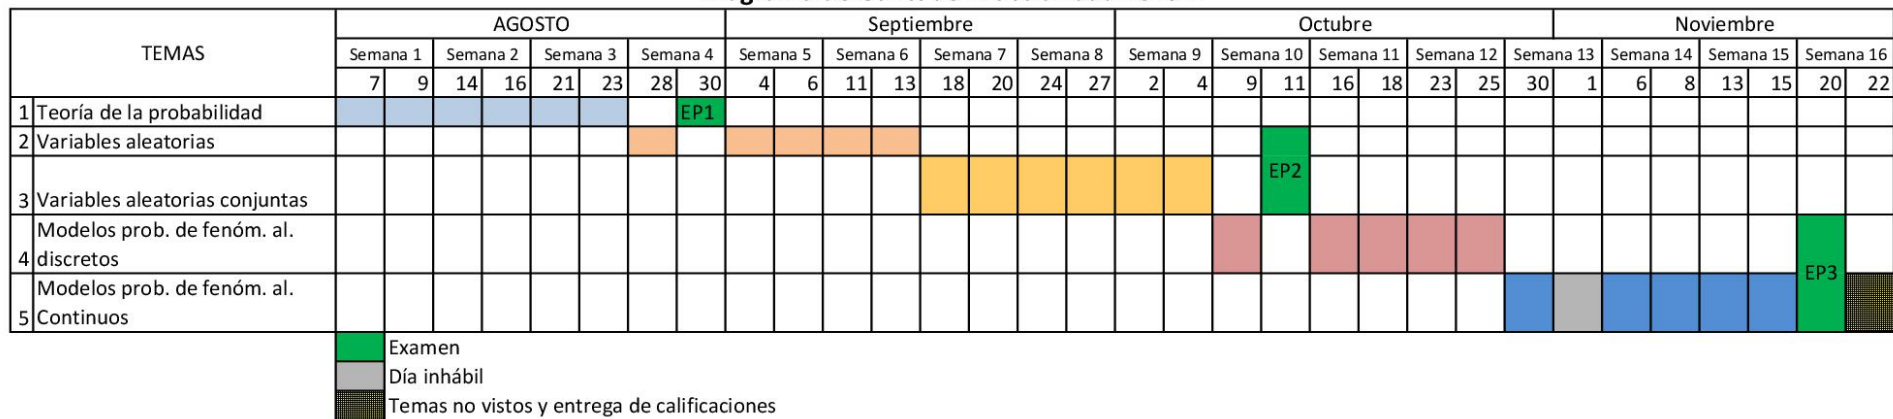 AGOSTO Septiembre Octubre Noviembre
TEMAS
Semana 1 Semana 2 Semana 3 Semana 4 Semana 5 Semana 6 Semana 7 Semana 8 Semana 9 Semana 10 Semana 11 Semana 12 Semana 13 Semana 14 Semana 15 Semana 16
7 9 14 16 21 23 28 30 4 6 11 13 18 20 24 27 2 4 9 11 16 18 23 25 30 1 6 8 13 15 20 22
1 Teoría de la probabilidad EP1
2 Variables aleatorias
EP2
3 Variables aleatorias conjuntas
Modelos prob. de fenóm. al.
4 discretos
EP3
Modelos prob. de fenóm. al.
5 Continuos
Examen
Día inhábil
Temas no vistos y entrega de calificaciones